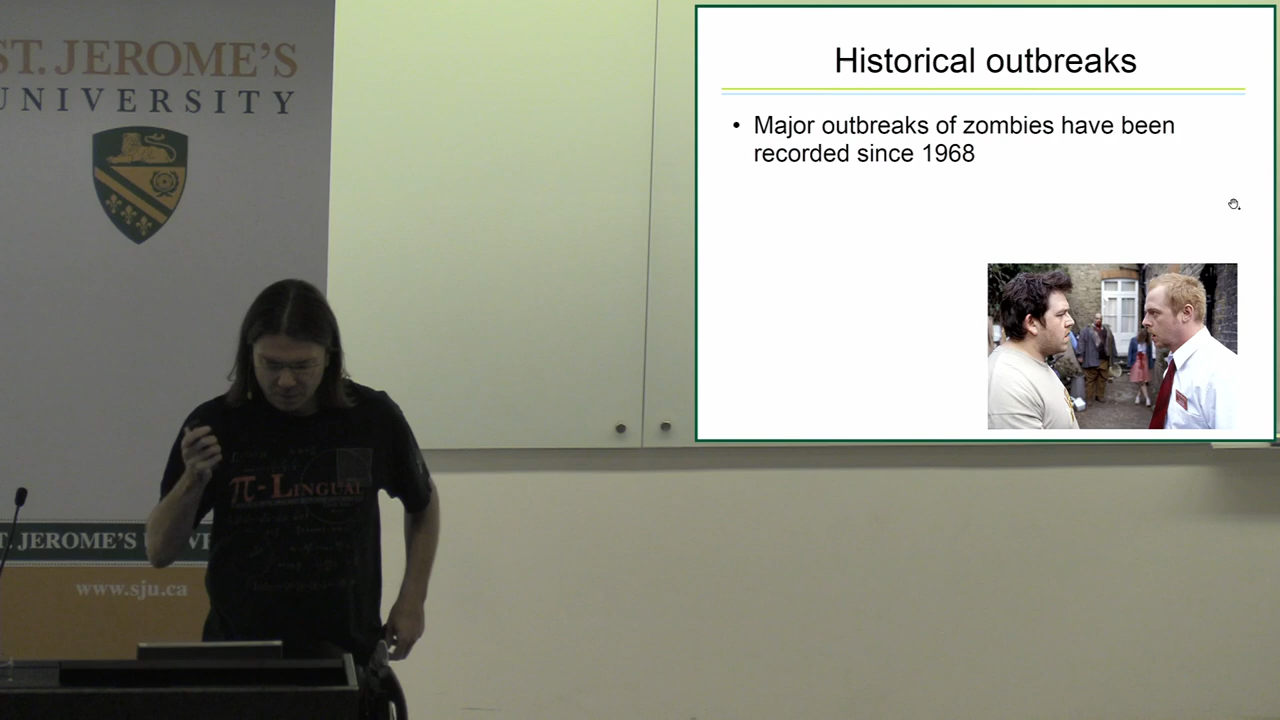 ST. JEROME'S
UNIVERSITY
Historical outbreaks
• Major outbreaks of zombies have been
recorded since 1968
π-LINGUAL
ST. JEROME'S UNIVE
www.sju.ca